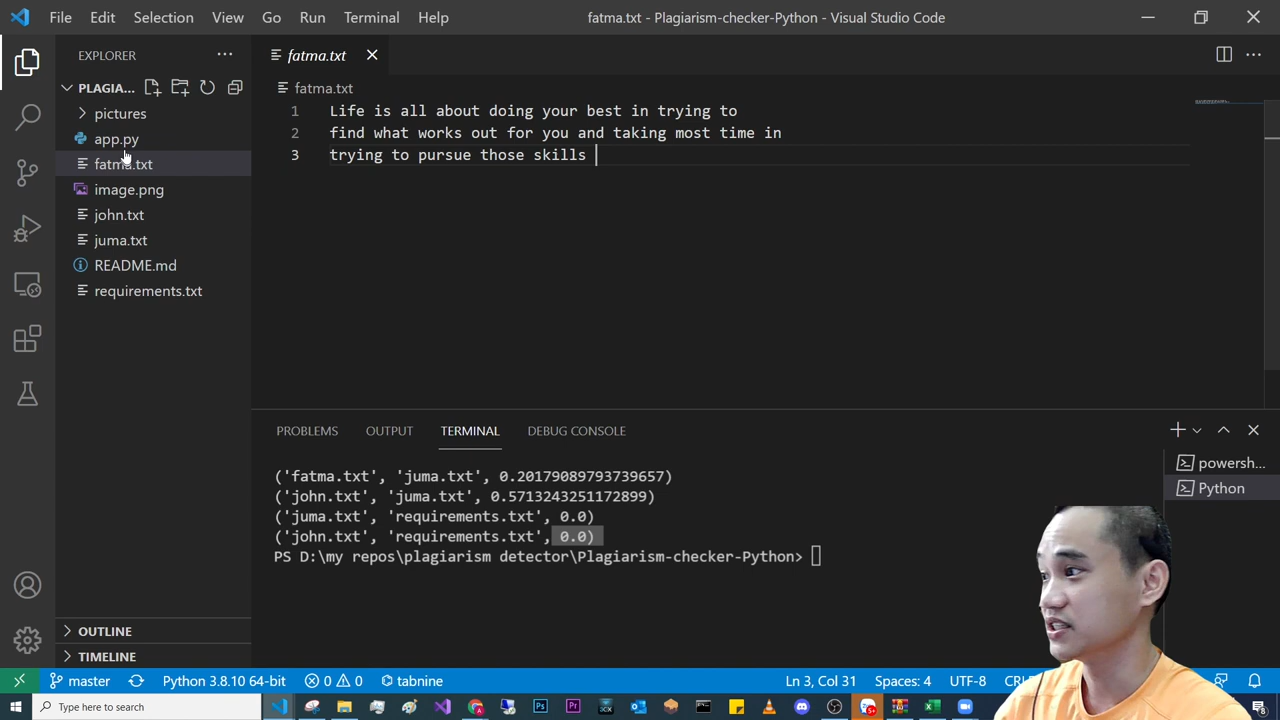 File Edit Selection View Go Run Terminal Help fatma.txt - Plagiarism-checker-Python - Visual Studio Code
EXPLORER
PLAGIA...
pictures
app.py
fatma.txt
image.png
john.txt
juma.txt
README.md
requirements.txt
OUTLINE
TIMELINE
fatma.txt
fatma.txt
1 Life is all about doing your best in trying to
2 find what works out for you and taking most time in
3 trying to pursue those skills
PROBLEMS OUTPUT TERMINAL DEBUG CONSOLE
('fatma.txt', 'juma.txt', 0.20179089793739657)
('john.txt', 'juma.txt', 0.5713243251172899)
('juma.txt', 'requirements.txt', 0.0)
('john.txt', 'requirements.txt', 0.0)
PS D:\my repos\plagiarism detector\Plagiarism-checker-Python>
powersh...
Python
master Python 3.8.10 64-bit 0 0 tabnine Ln 3, Col 31 Spaces: 4 UTF-8
Type here to search